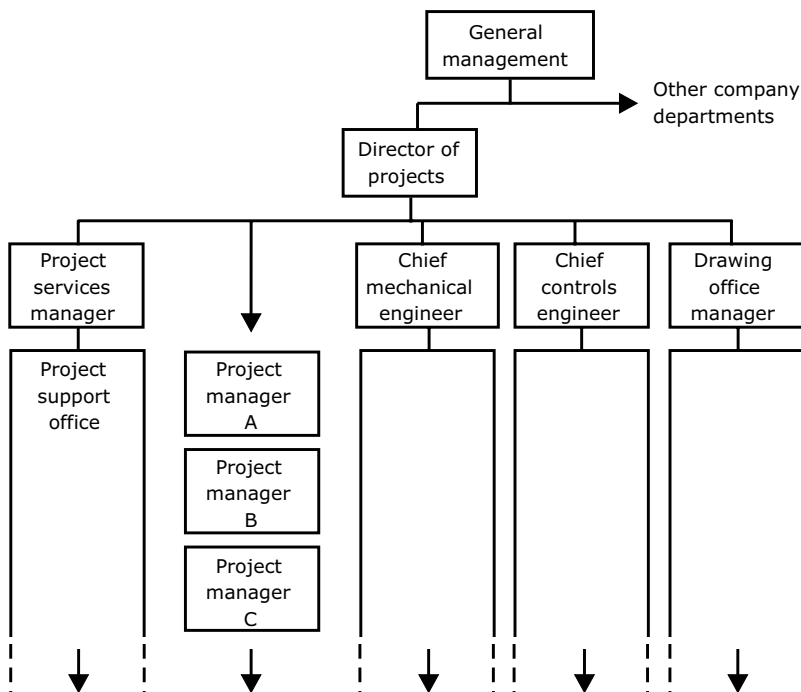 General
management
Other company
departments
Director of
projects
Project
services
manager
Chief
mechanical
engineer
Chief
controls
engineer
Drawing
office
manager
Project
support
office
Project
manager
A
Project
manager
B
Project
manager
C